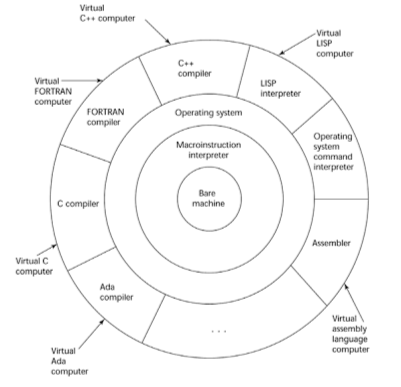 Virtual
C++ computer
Virtual
LISP
computer
C++
compiler
Virtual
FORTRAN
computer
LISP
interpreter
FORTRAN
compiler
Operating system
Operating
system
command
interpreter
Macroinstruction
interpreter
Bare
machine
C compiler
Assembler
Virtual C
computer
Ada
compiler
. . .
Virtual
assembly
language
computer
Virtual
Ada
computer